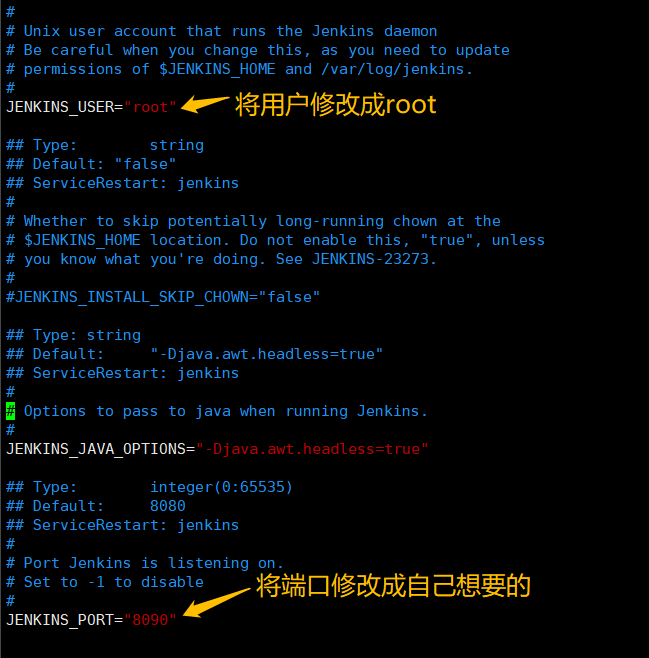 #
# Unix user account that runs the Jenkins daemon
# Be careful when you change this, as you need to update
# permissions of $JENKINS_HOME and /var/log/jenkins.
#
JENKINS_USER="root" 将用户修改成root
## Type:        string
## Default: "false"
## ServiceRestart: jenkins
#
# Whether to skip potentially long-running chown at the
# $JENKINS_HOME location. Do not enable this, "true", unless
# you know what you're doing. See JENKINS-23273.
#
#JENKINS_INSTALL_SKIP_CHOWN="false"
## Type: string
## Default:     "-Djava.awt.headless=true"
## ServiceRestart: jenkins
#
# Options to pass to java when running Jenkins.
#
JENKINS_JAVA_OPTIONS="-Djava.awt.headless=true"
## Type:        integer(0:65535)
## Default:     8080
## ServiceRestart: jenkins
#
# Port Jenkins is listening on.
# Set to -1 to disable
将端口修改成自己想要的
#
JENKINS_PORT="8090"